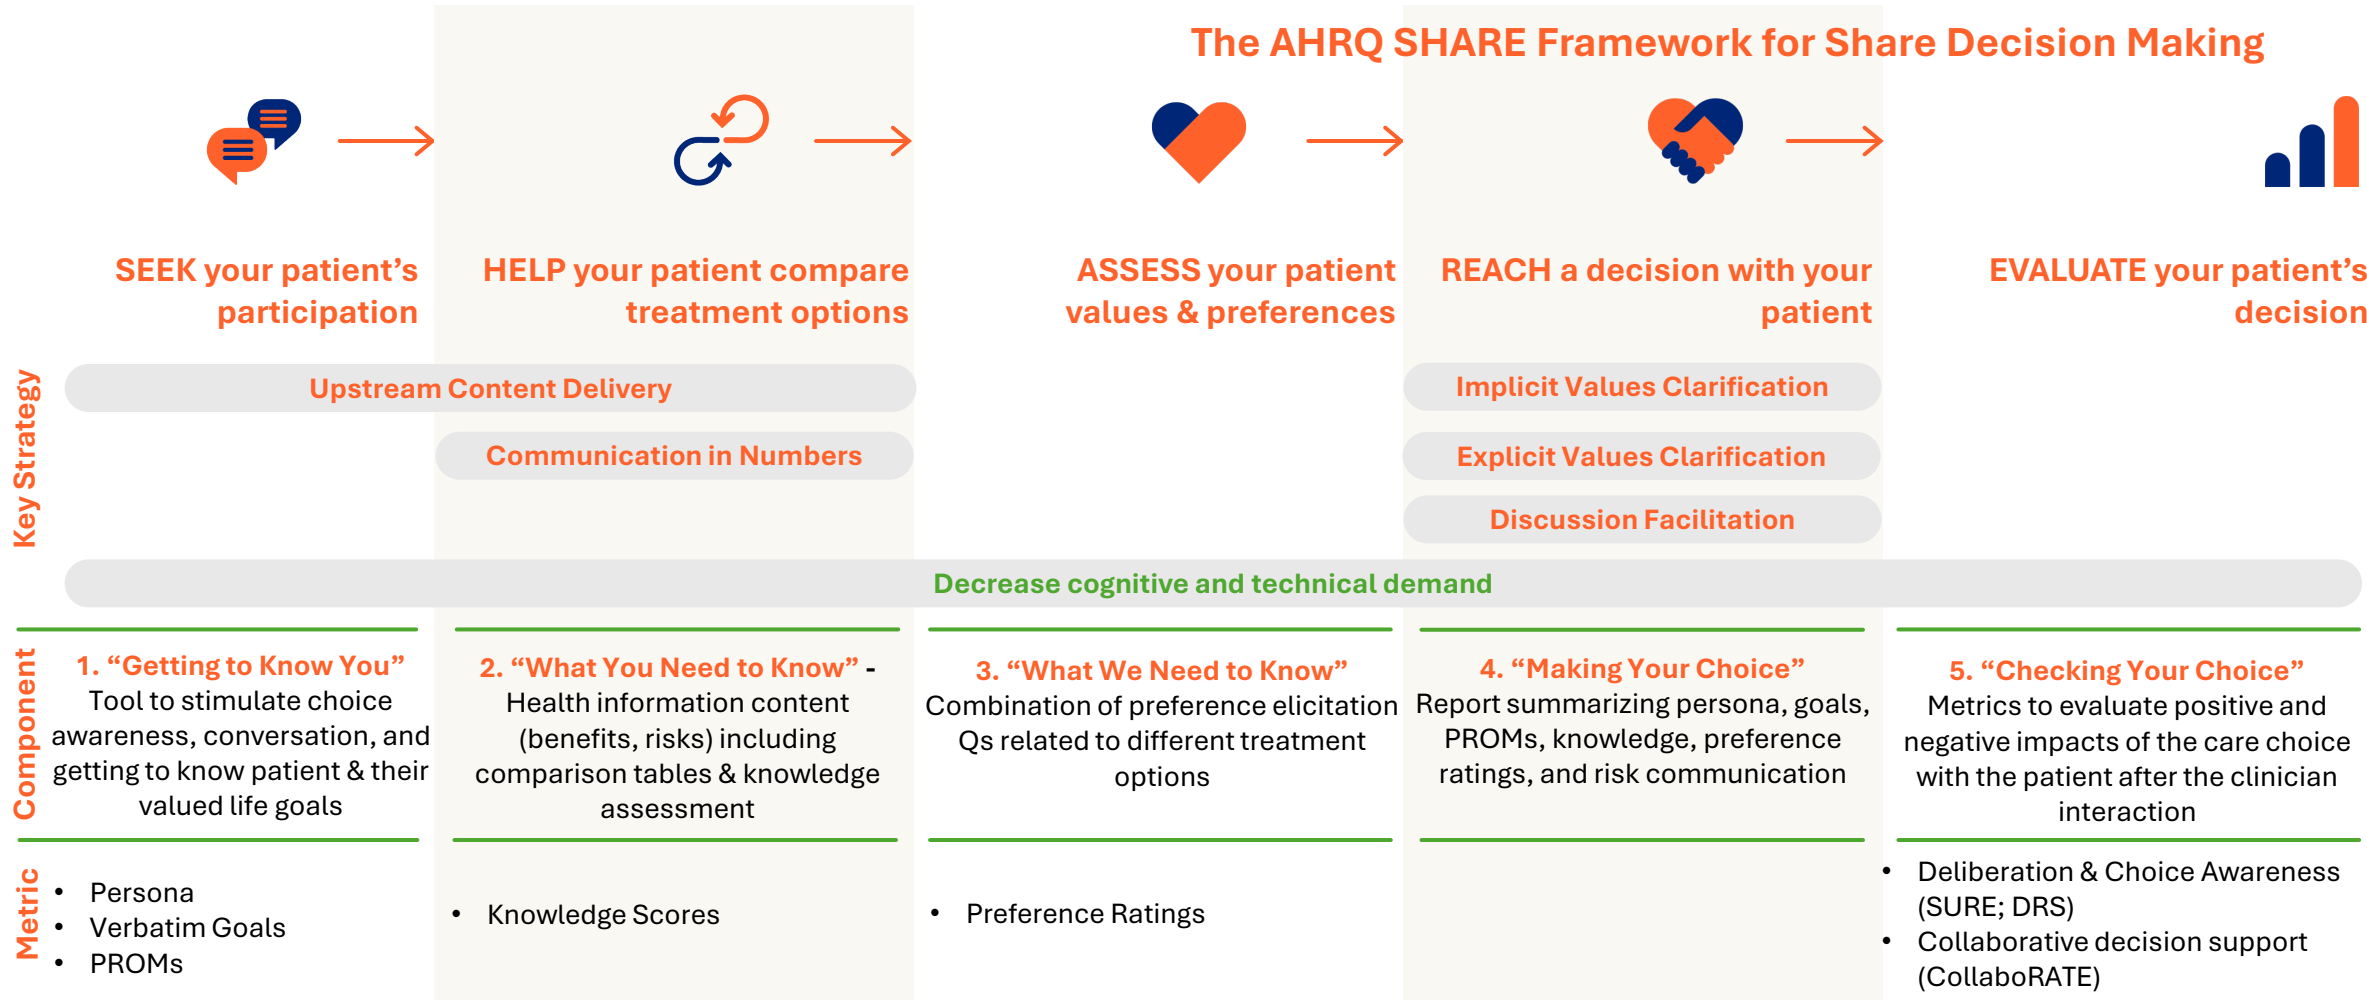 The AHRQ SHARE Framework for Share Decision Making
SEEK your patient’s
participation
HELP your patient compare
treatment options
ASSESS your patient
values & preferences
REACH a decision with your
patient
EVALUATE your patient’s
decision
Key Strategy
Upstream Content Delivery
Implicit Values Clarification
Communication in Numbers
Explicit Values Clarification
Discussion Facilitation
Decrease cognitive and technical demand
Component
1. “Getting to Know You”
Tool to stimulate choice
awareness, conversation, and
getting to know patient & their
valued life goals
2. “What You Need to Know” -
Health information content
(benefits, risks) including
comparison tables & knowledge
assessment
3. “What We Need to Know”
Combination of preference elicitation
Qs related to different treatment
options
4. “Making Your Choice”
Report summarizing persona, goals,
PROMs, knowledge, preference
ratings, and risk communication
5. “Checking Your Choice”
Metrics to evaluate positive and
negative impacts of the care choice
with the patient after the clinician
interaction
Metric
• Persona
• Verbatim Goals
• PROMs
• Knowledge Scores
• Preference Ratings
• Deliberation & Choice Awareness
(SURE; DRS)
• Collaborative decision support
(CollaboRATE)